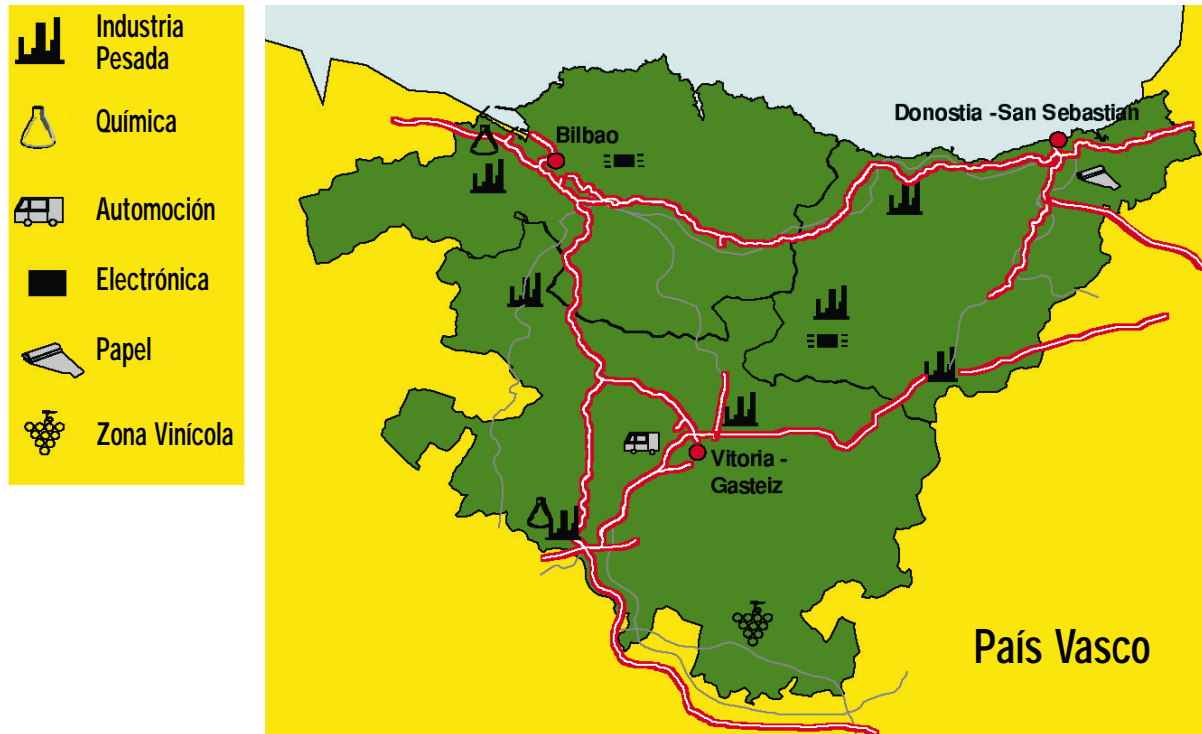 Industria
Pesada
Química
Automoción
Electrónica
Papel
Zona Vinícola
Donostia -San Sebastian
Bilbao
Vitoria -
Gasteiz
País Vasco